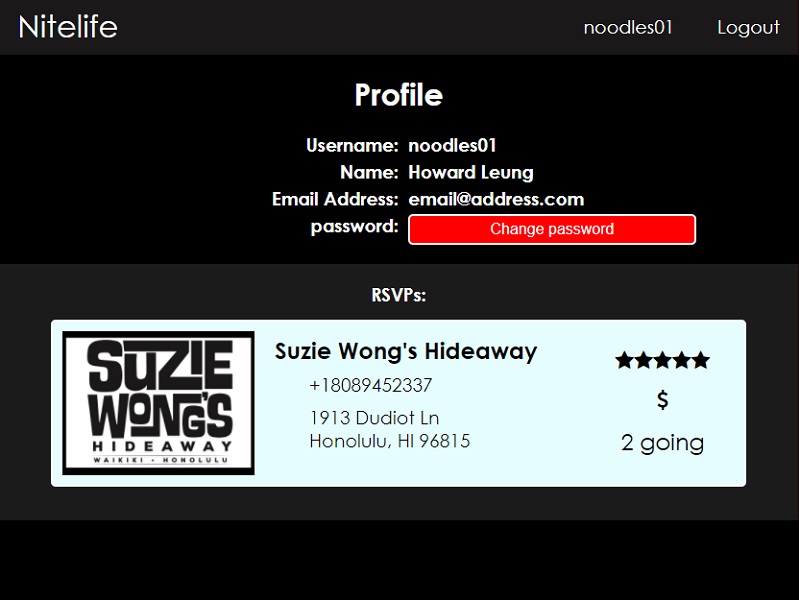 Nitelife
noodles01 Logout
Profile
Username: noodles01
Name: Howard Leung
Email Address: email@address.com
password: Change password
RSVPs:
SUZIE
WONG'S
HIDEAWAY
WAIKIKI • HONOLULU
Suzie Wong's Hideaway
+18089452337
1913 Dudiot Ln
Honolulu, HI 96815
★★★★★
$
2 going